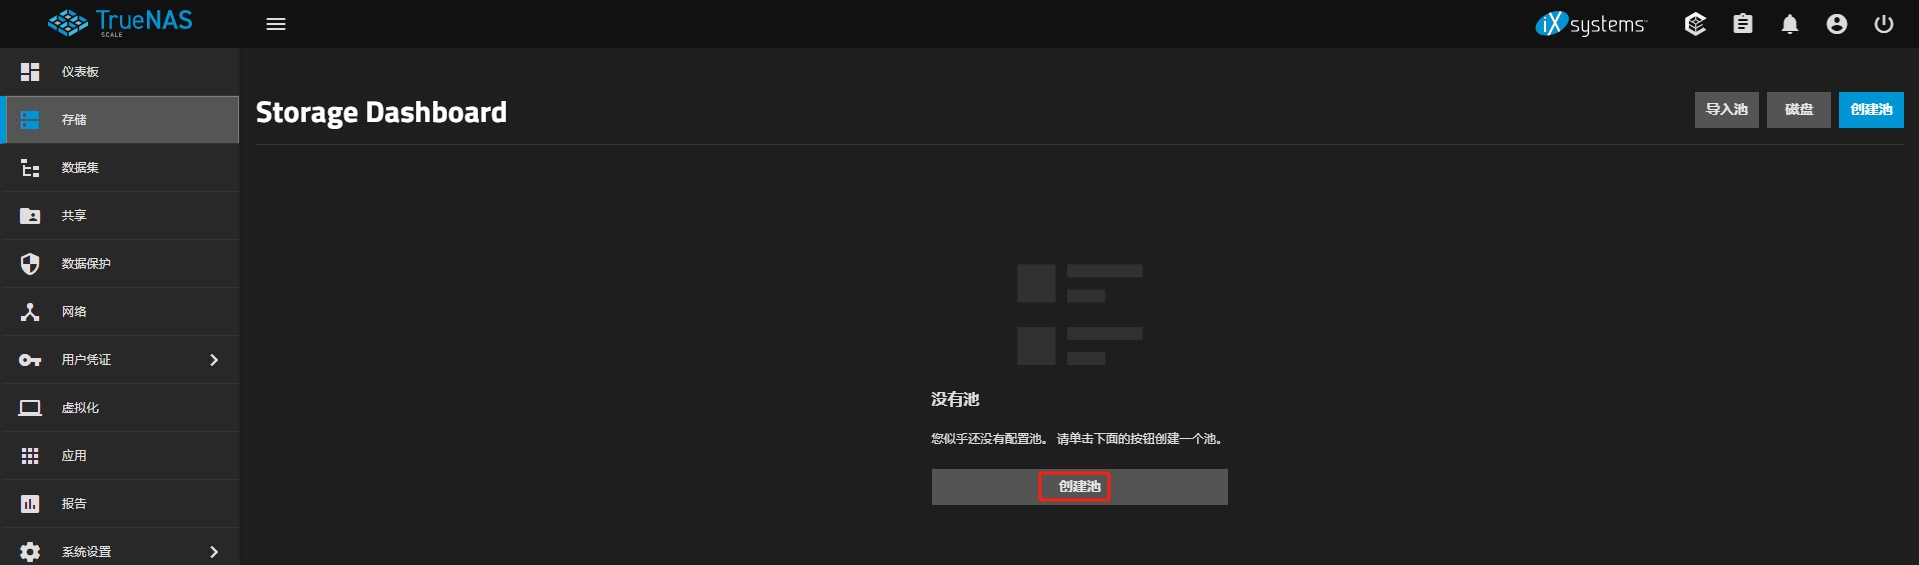 TrueNAS
SCALE
iXsystems
仪表板
存储
数据集
共享
数据保护
网络
用户凭证
虚拟化
应用
报告
系统设置
Storage Dashboard
导入池
磁盘
创建池
没有池
您似乎还没有配置池。 请单击下面的按钮创建一个池。
创建池